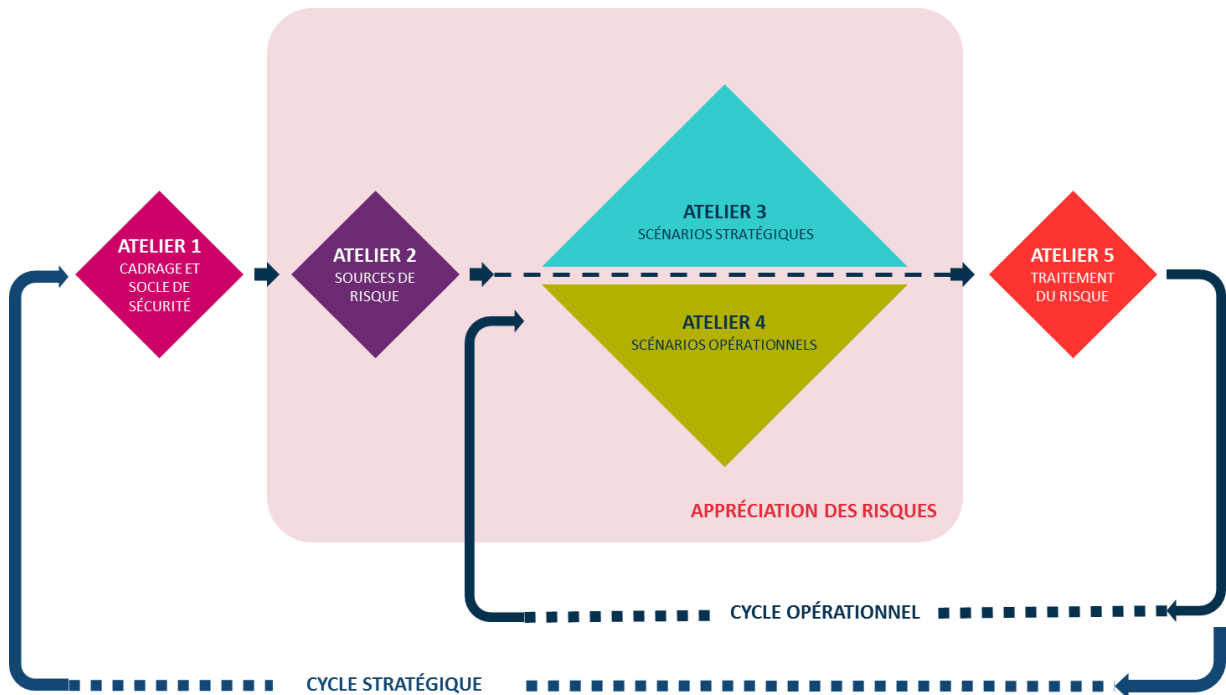 ATELIER 1
CADRAGE ET
SOCLE DE
SÉCURITÉ
ATELIER 2
SOURCES DE
RISQUE
ATELIER 3
SCÉNARIOS STRATÉGIQUES
ATELIER 4
SCÉNARIOS OPÉRATIONNELS
ATELIER 5
TRAITEMENT
DU RISQUE
APPRÉCIATION DES RISQUES
CYCLE OPÉRATIONNEL
CYCLE STRATÉGIQUE